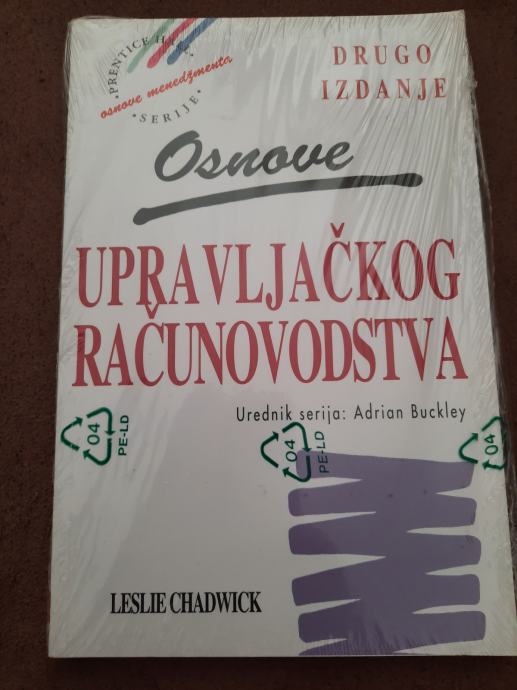 PRENTICE HALL
osnove menedžmenta
SERIJE
DRUGO
IZDANJE
Osnove
UPRAVLJAČKOG
RAČUNOVODSTVA
Urednik serija: Adrian Buckley
04
PE-LD
04
PE-LD
04
LESLIE CHADWICK